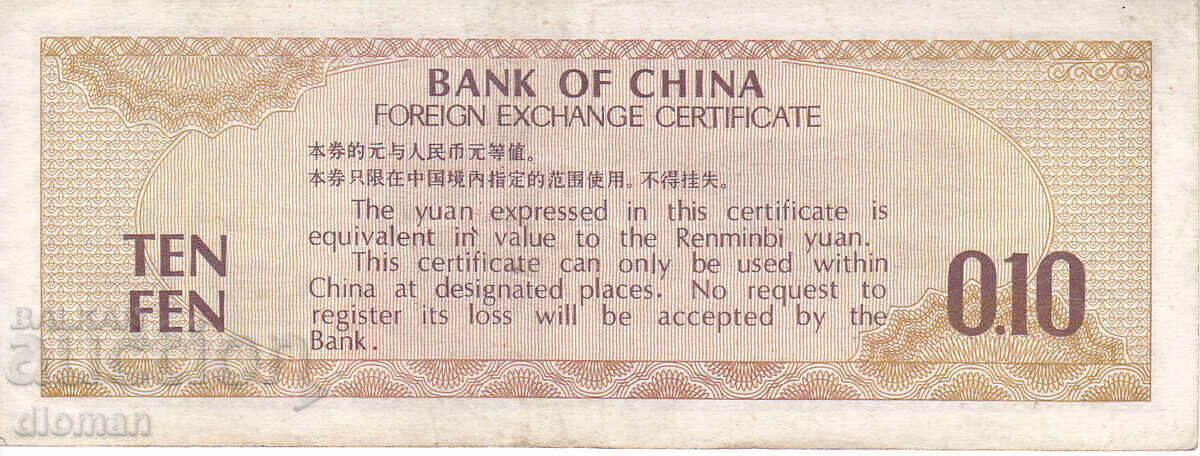 BANK OF CHINA
FOREIGN EXCHANGE CERTIFICATE
本券的元与人民币元等值。
本券只限在中国境内指定的范围使用。不得挂失。
The yuan expressed in this certificate is
equivalent in value to the Renminbi yuan.
This certificate can only be used within
China at designated places. No request to
register its loss will be accepted by the
Bank.
TEN
FEN
0.10
BALKAN
auction
dloman